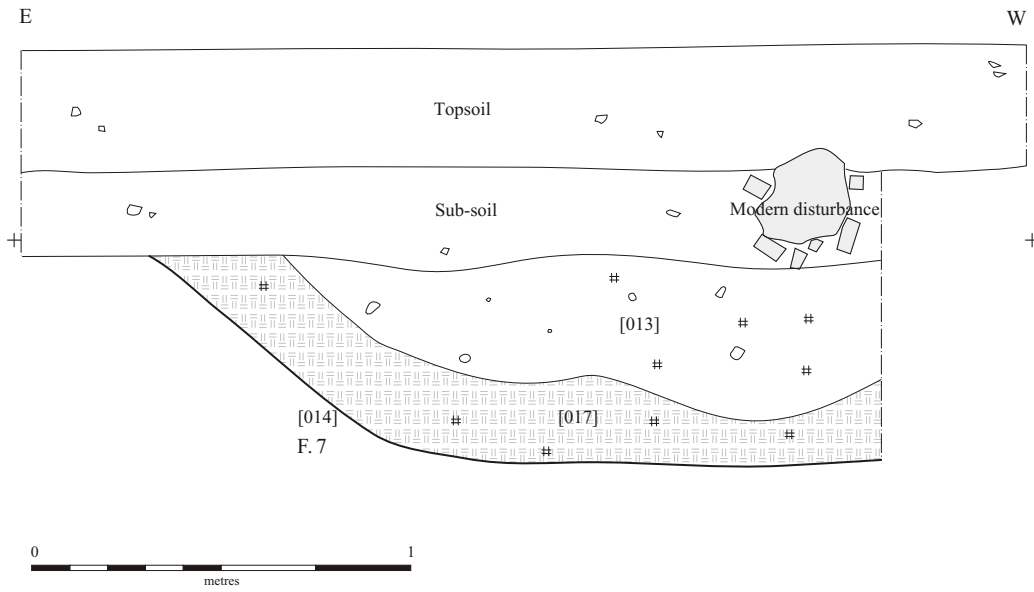 E W
Topsoil
Sub-soil
Modern disturbance
[013]
[014]
[017]
F. 7
0 1
metres